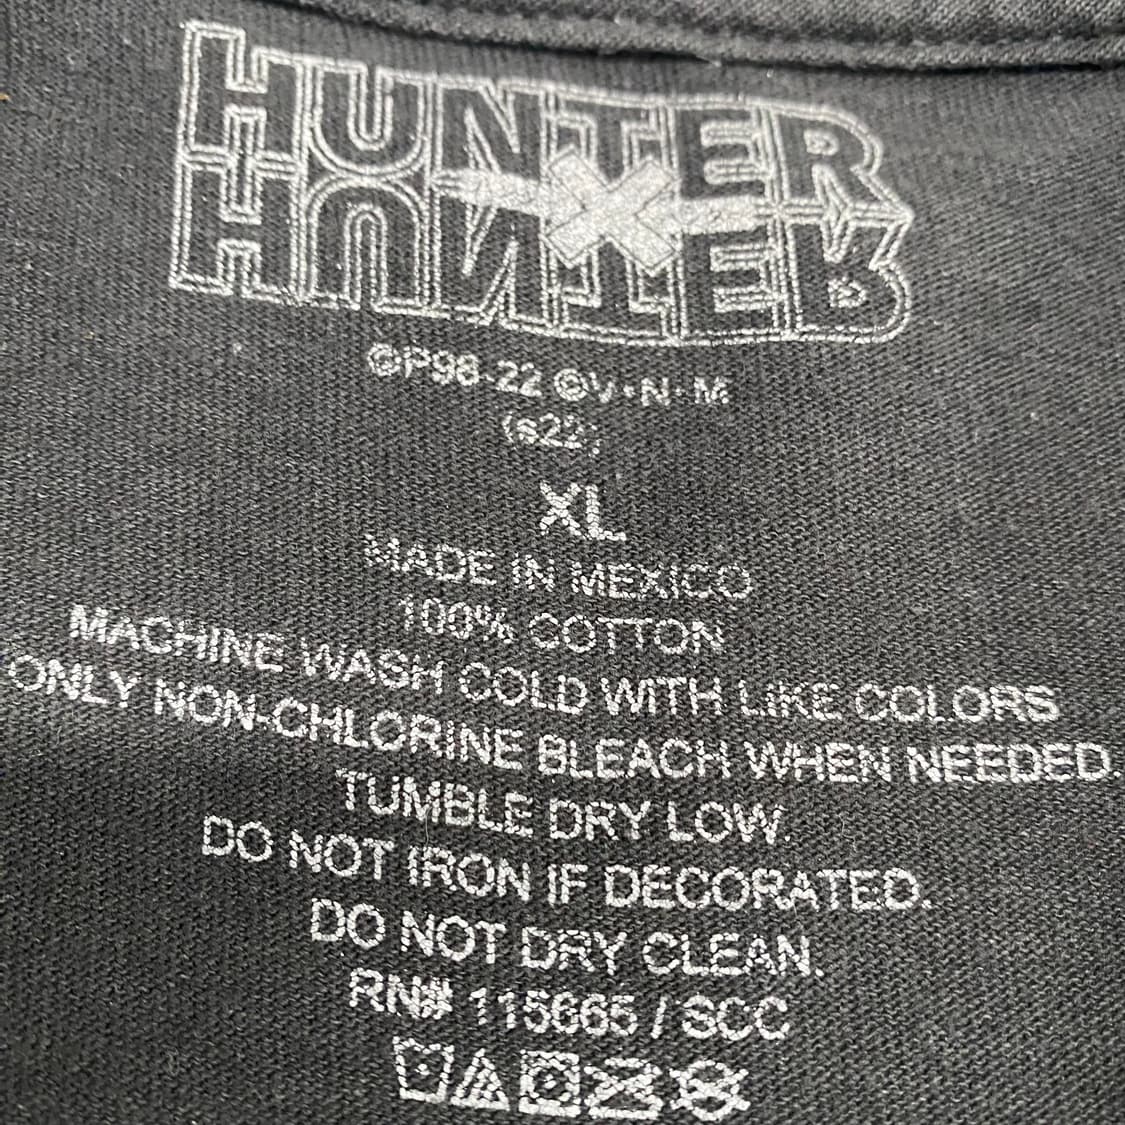 HUNTER
X
HUNTER
©P98-22 ©V•N•M
(s22)
XL
MADE IN MEXICO
100% COTTON
MACHINE WASH COLD WITH LIKE COLORS
ONLY NON-CHLORINE BLEACH WHEN NEEDED.
TUMBLE DRY LOW.
DO NOT IRON IF DECORATED.
DO NOT DRY CLEAN.
RN# 115665 / SCC